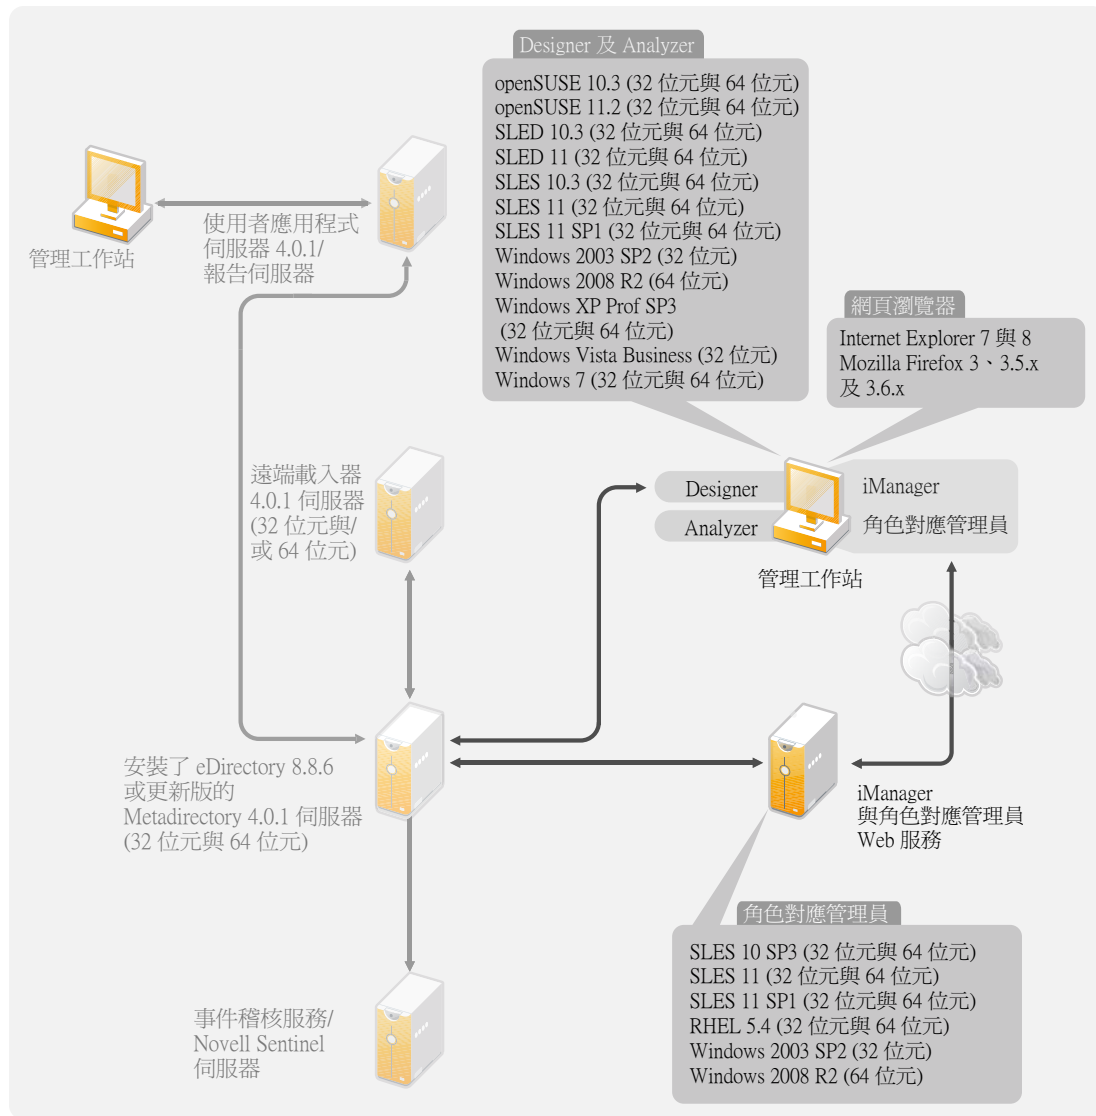 Designer 及 Analyzer
openSUSE 10.3 (32 位元與 64 位元)
openSUSE 11.2 (32 位元與 64 位元)
SLED 10.3 (32 位元與 64 位元)
SLED 11 (32 位元與 64 位元)
SLES 10.3 (32 位元與 64 位元)
SLES 11 (32 位元與 64 位元)
SLES 11 SP1 (32 位元與 64 位元)
Windows 2003 SP2 (32 位元)
Windows 2008 R2 (64 位元)
Windows XP Prof SP3
(32 位元與 64 位元)
Windows Vista Business (32 位元)
Windows 7 (32 位元與 64 位元)
管理工作站
使用者應用程式
伺服器 4.0.1/
報告伺服器
網頁瀏覽器
Internet Explorer 7 與 8
Mozilla Firefox 3、3.5.x
及 3.6.x
遠端載入器
4.0.1 伺服器
(32 位元與/
或 64 位元)
Designer
Analyzer
iManager
角色對應管理員
管理工作站
安裝了 eDirectory 8.8.6
或更新版的
Metadirectory 4.0.1 伺服器
(32 位元與 64 位元)
iManager
與角色對應管理員
Web 服務
角色對應管理員
SLES 10 SP3 (32 位元與 64 位元)
SLES 11 (32 位元與 64 位元)
SLES 11 SP1 (32 位元與 64 位元)
RHEL 5.4 (32 位元與 64 位元)
Windows 2003 SP2 (32 位元)
Windows 2008 R2 (64 位元)
事件稽核服務/
Novell Sentinel
伺服器